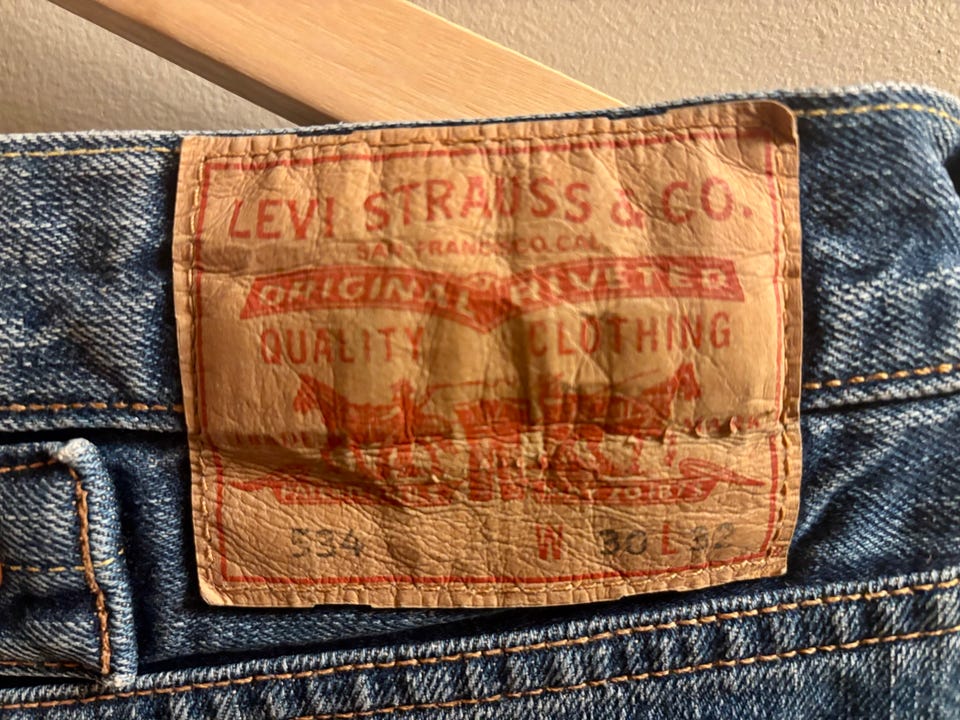 LEVI STRAUSS & CO.
SAN FRANCISCO, CAL.
ORIGINAL ® RIVETED
QUALITY CLOTHING
534 W 30 L 32